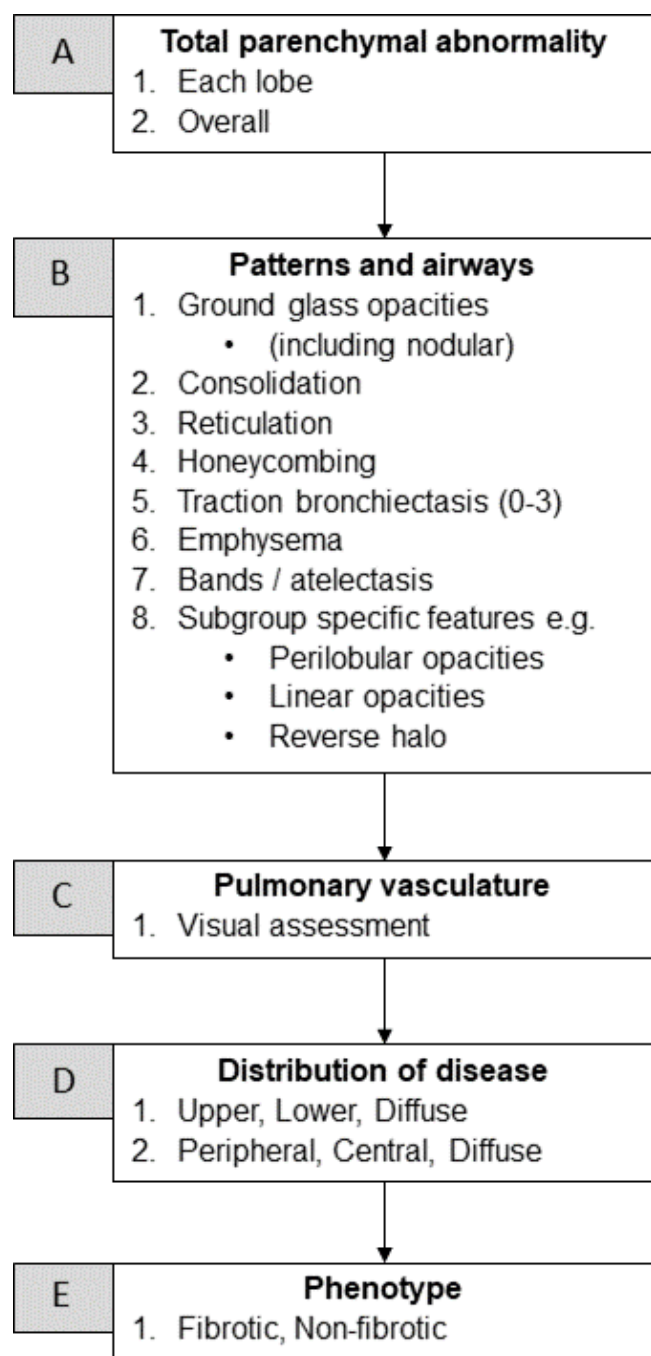 A
Total parenchymal abnormality
1. Each lobe
2. Overall
B
Patterns and airways
1. Ground glass opacities
• (including nodular)
2. Consolidation
3. Reticulation
4. Honeycombing
5. Traction bronchiectasis (0-3)
6. Emphysema
7. Bands / atelectasis
8. Subgroup specific features e.g.
• Perilobular opacities
• Linear opacities
• Reverse halo
C
Pulmonary vasculature
1. Visual assessment
D
Distribution of disease
1. Upper, Lower, Diffuse
2. Peripheral, Central, Diffuse
E
Phenotype
1. Fibrotic, Non-fibrotic